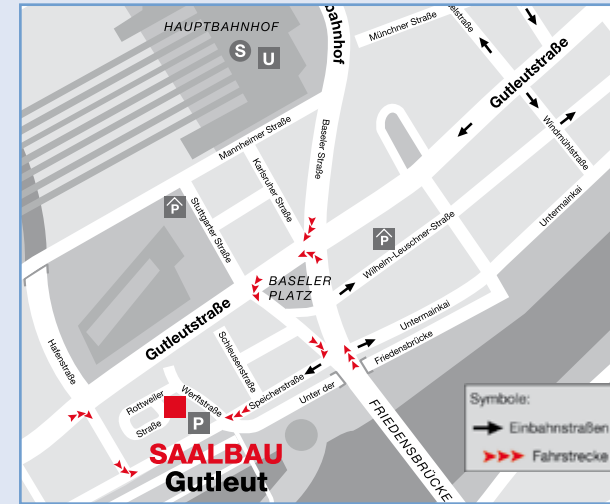 HAUPTBAHNHOF
S
U
bahnhof
Münchner Straße
elstraße
Gutleutstraße
Windmühlstraße
Mannheimer Straße
Baseler Straße
Karlsruher Straße
Untermainkai
P
Stuttgarter Straße
P
Wilhelm-Leuschner-Straße
BASELER
PLATZ
Gutleutstraße
Untermainkai
Friedensbrücke
Hafenstraße
Schleusenstraße
Speicherstraße
Unter der
Rottweiler
Straße
Werftstraße
P
FRIEDENSBRÜCKE
SAALBAU
Gutleut
Symbole:
Einbahnstraßen
Fahrstrecke